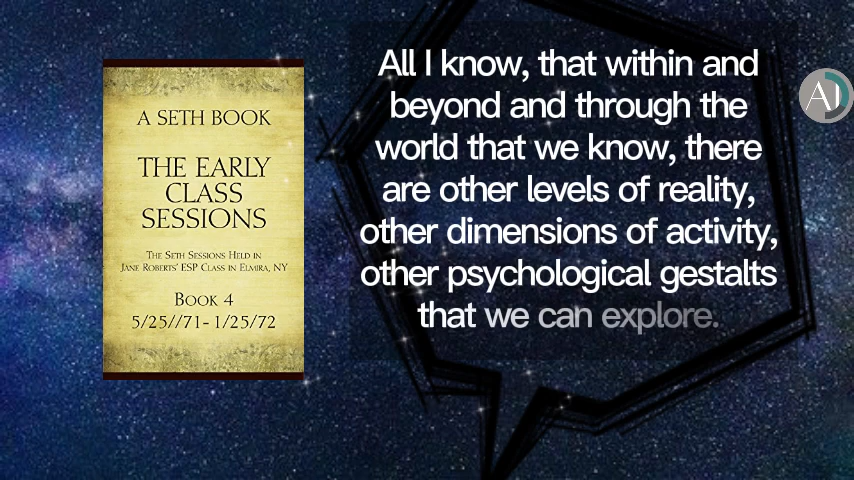 A SETH BOOK
THE EARLY
CLASS
SESSIONS
THE SETH SESSIONS HELD IN
JANE ROBERTS' ESP CLASS IN ELMIRA, NY
BOOK 4
5/25//71- 1/25/72
All I know, that within and
beyond and through the
world that we know, there
are other levels of reality,
other dimensions of activity,
other psychological gestalts
that we can explore.
AJ